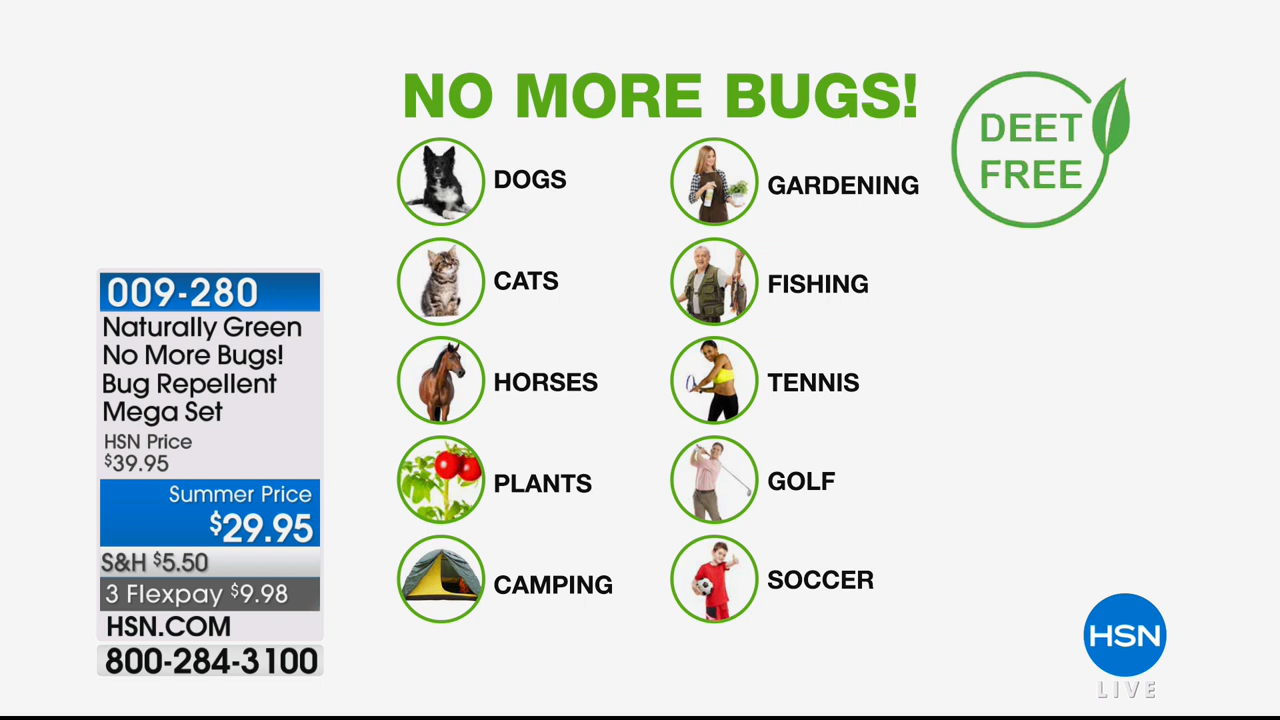 NO MORE BUGS!
DEET
FREE
DOGS
GARDENING
CATS
FISHING
HORSES
TENNIS
PLANTS
GOLF
CAMPING
SOCCER
009-280
Naturally Green
No More Bugs!
Bug Repellent
Mega Set
HSN Price
$39.95
Summer Price
$29.95
S&H $5.50
3 Flexpay $9.98
HSN.COM
800-284-3100
HSN
LIVE